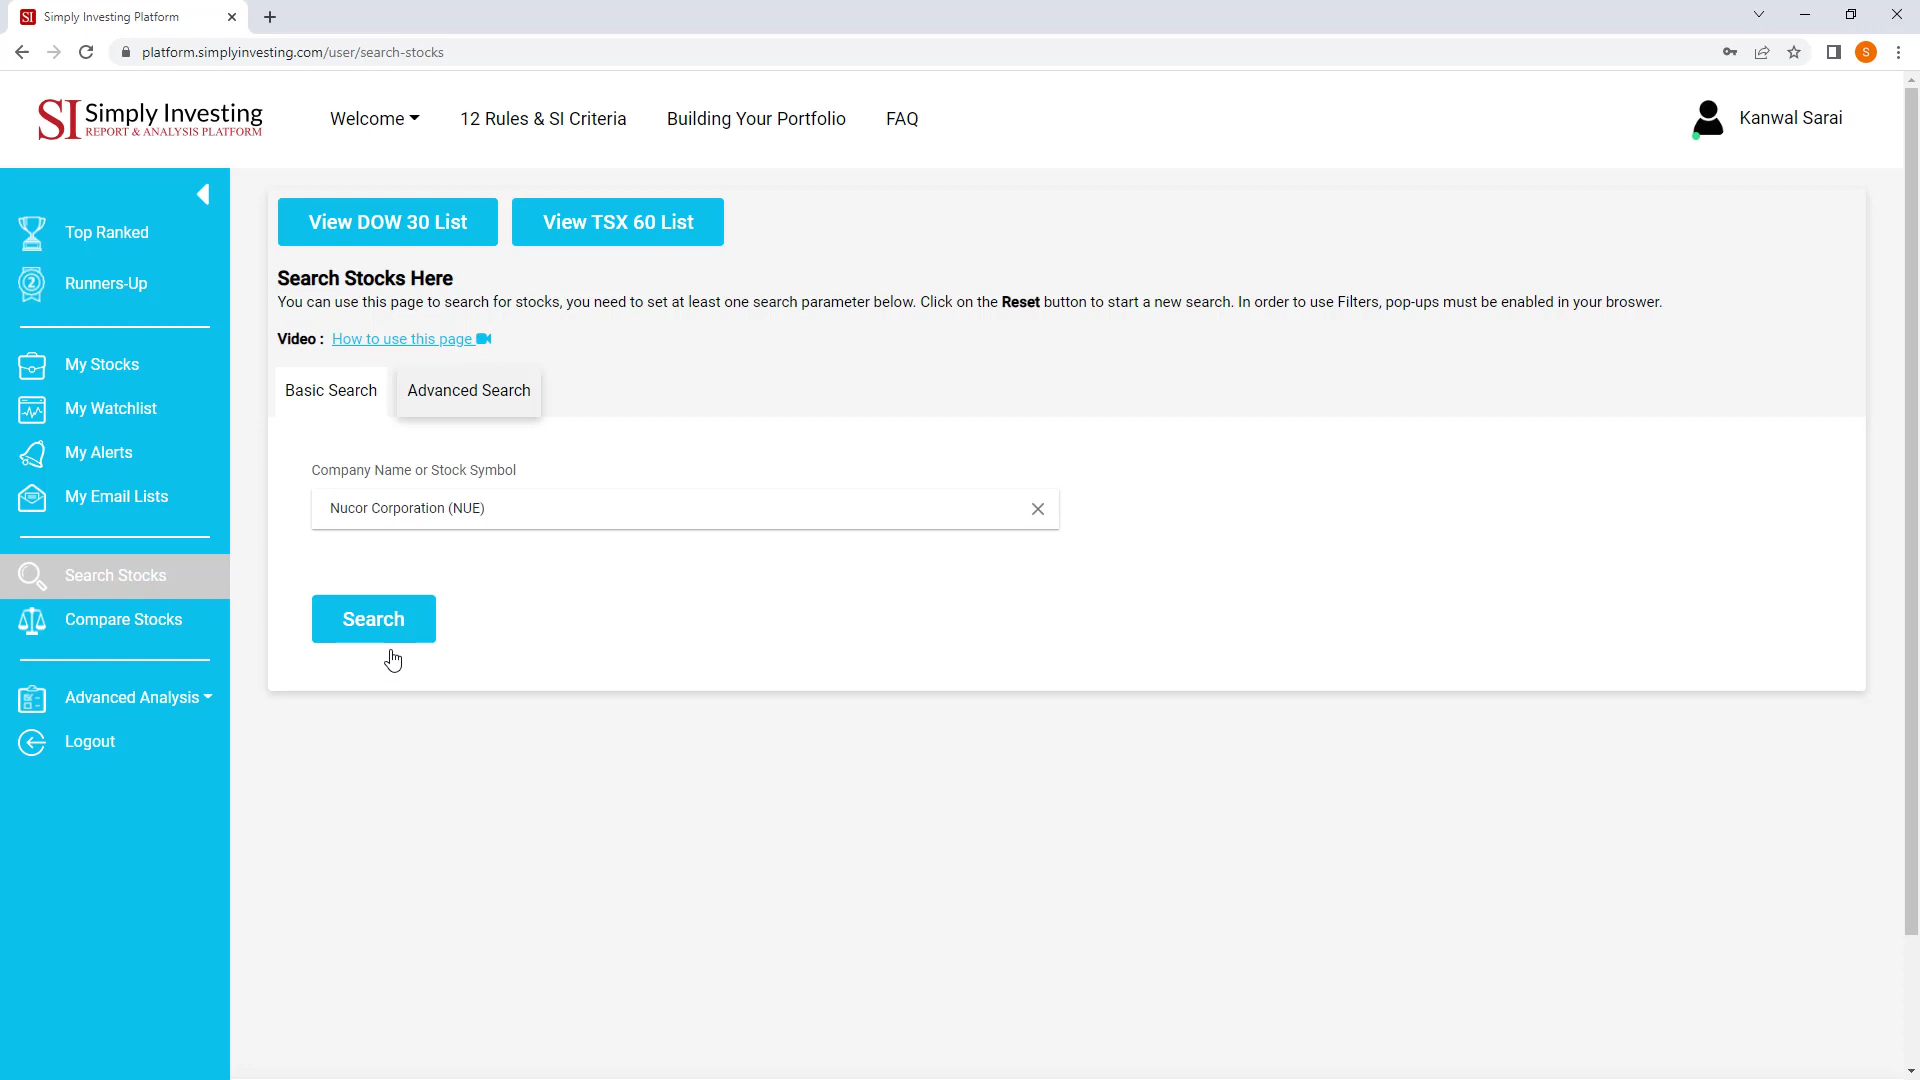 SI Simply Investing Platform
platform.simplyinvesting.com/user/search-stocks
S
SI Simply Investing
REPORT & ANALYSIS PLATFORM
Welcome
12 Rules & SI Criteria
Building Your Portfolio
FAQ
Kanwal Sarai
Top Ranked
2
Runners-Up
My Stocks
My Watchlist
My Alerts
My Email Lists
Search Stocks
Compare Stocks
Advanced Analysis
Logout
View DOW 30 List
View TSX 60 List
Search Stocks Here
You can use this page to search for stocks, you need to set at least one search parameter below. Click on the Reset button to start a new search. In order to use Filters, pop-ups must be enabled in your broswer.
Video : How to use this page
Basic Search
Advanced Search
Company Name or Stock Symbol
Nucor Corporation (NUE)
Search